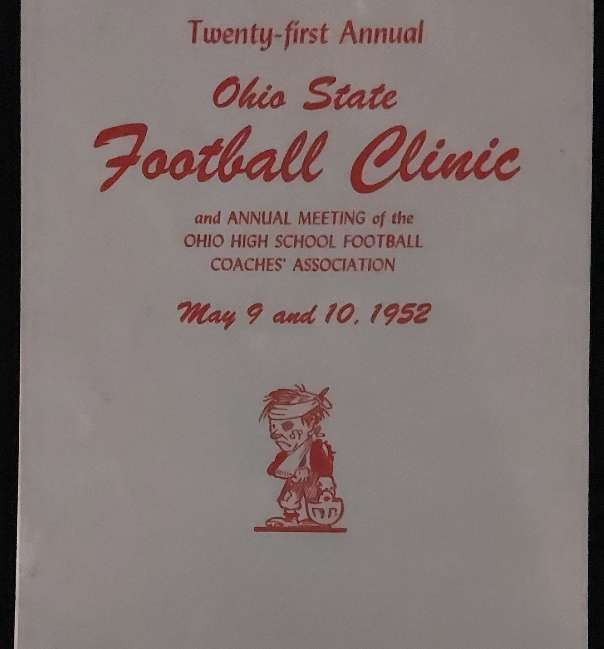 Twenty-first Annual
Ohio State
Football Clinic
and ANNUAL MEETING of the
OHIO HIGH SCHOOL FOOTBALL
COACHES' ASSOCIATION
May 9 and 10, 1952